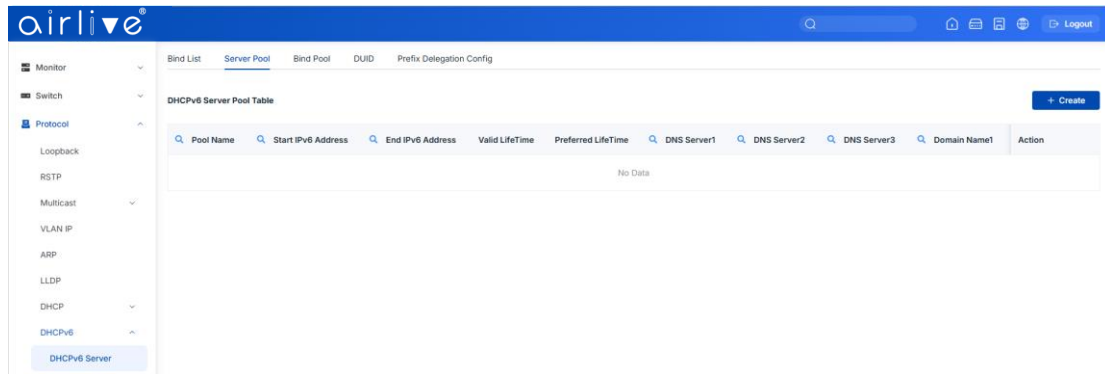 airlive®
Logout
Monitor
Switch
Protocol
Loopback
RSTP
Multicast
VLAN IP
ARP
LLDP
DHCP
DHCPv6
DHCPv6 Server
Bind List Server Pool Bind Pool DUID Prefix Delegation Config
DHCPv6 Server Pool Table
+ Create
Pool Name Start IPv6 Address End IPv6 Address Valid LifeTime Preferred LifeTime DNS Server1 DNS Server2 DNS Server3 Domain Name1 Action
No Data